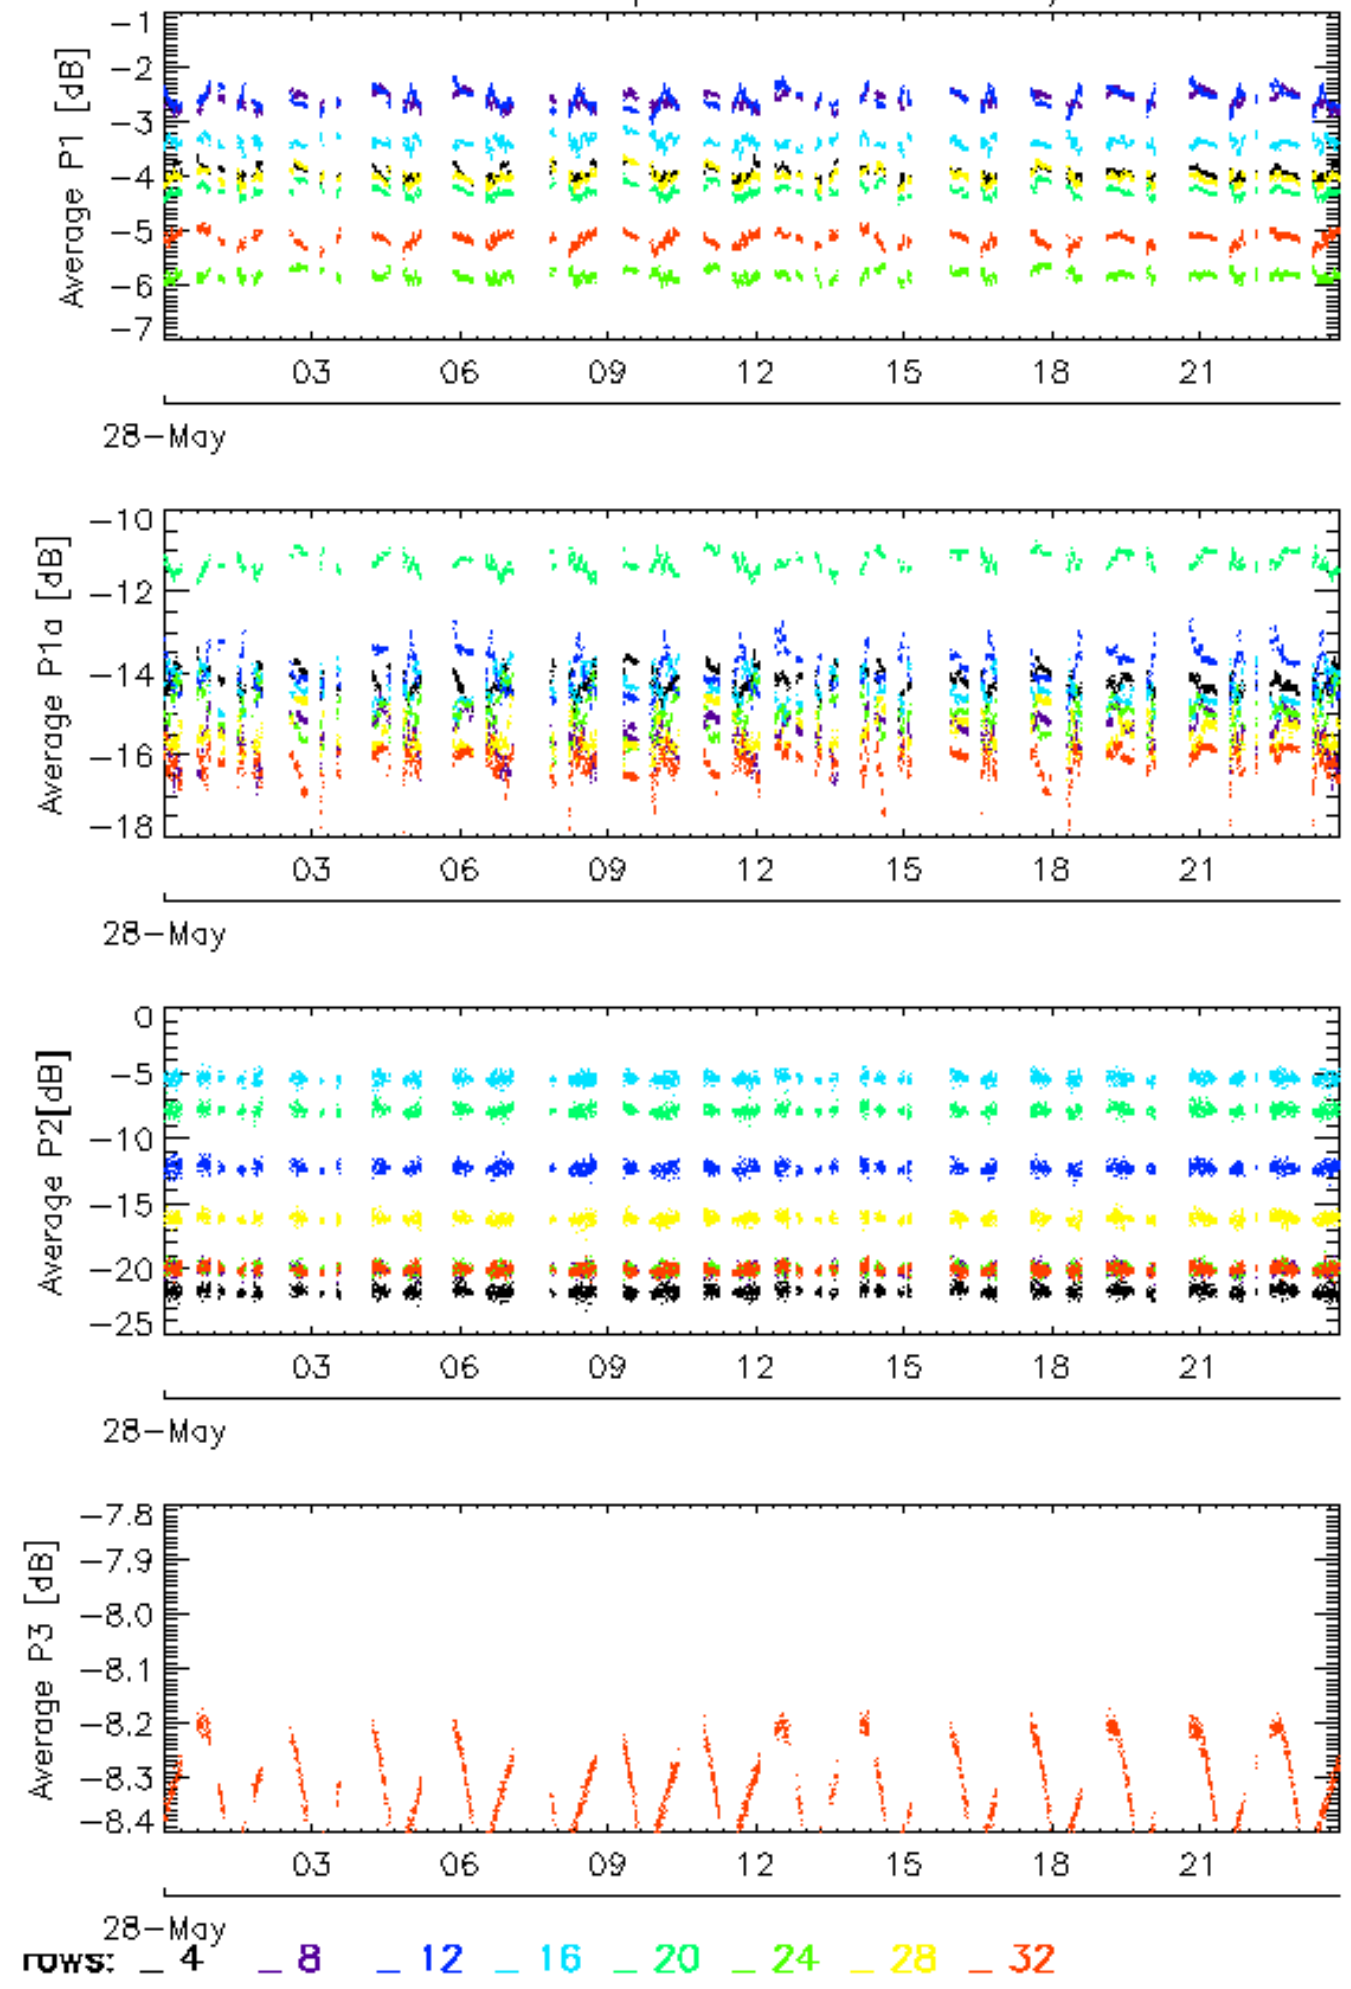 Average P1 [dB]
-1
-2
-3
-4
-5
-6
-7
03 06 09 12 15 18 21
28-May
Average P1a [dB]
-10
-12
-14
-16
-18
03 06 09 12 15 18 21
28-May
Average P2[dB]
0
-5
-10
-15
-20
-25
03 06 09 12 15 18 21
28-May
Average P3 [dB]
-7.8
-7.9
-8.0
-8.1
-8.2
-8.3
-8.4
03 06 09 12 15 18 21
28-May
rows: _ 4 _ 8 _ 12 _ 16 _ 20 _ 24 _ 28 _ 32